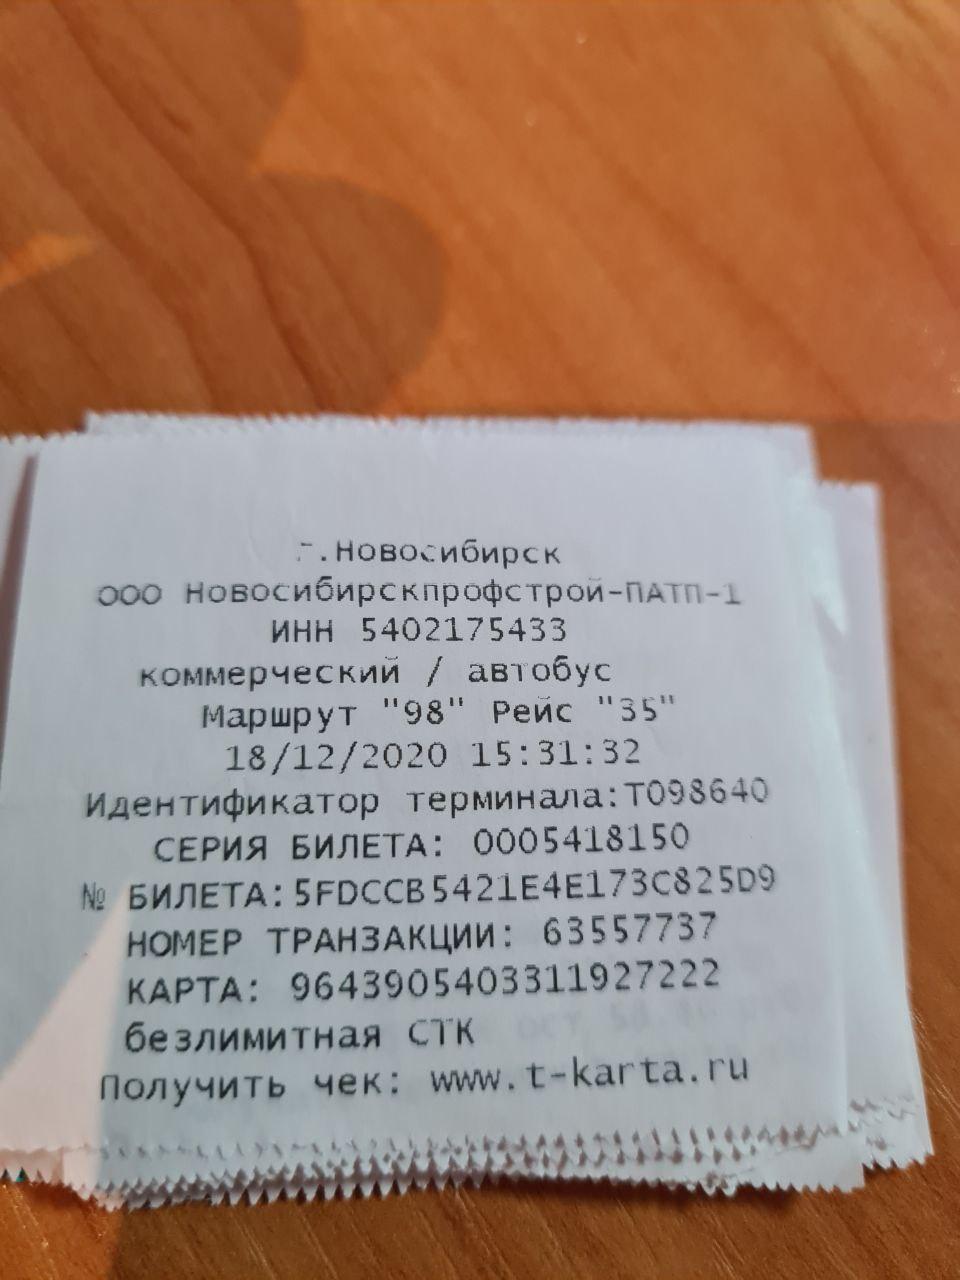 г.Новосибирск
ООО Новосибирскпрофстрой-ПАТП-1
ИНН 5402175433
коммерческий / автобус
Маршрут "98" Рейс "35"
18/12/2020 15:31:32
Идентификатор терминала:T098640
СЕРИЯ БИЛЕТА: 0005418150
№ БИЛЕТА:5FDCCB5421E4E173C825D9
НОМЕР ТРАНЗАКЦИИ: 63557737
КАРТА: 9643905403311927222
безлимитная СТК
Получить чек: www.t-karta.ru